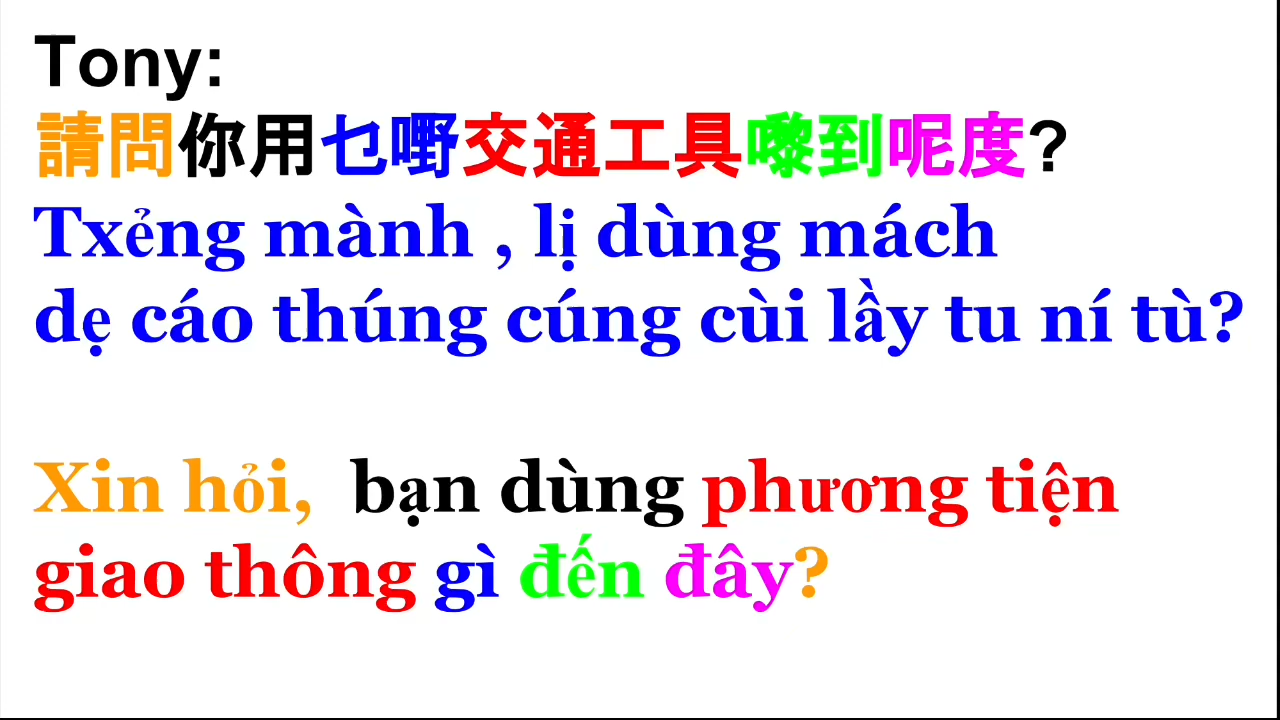 Tony:
請問你用乜嘢交通工具嚟到呢度?
Txẻng mành , lị dùng mách
dẹ cáo thúng cúng cùi lầy tu ní tù?
Xin hỏi, bạn dùng phương tiện
giao thông gì đến đây?